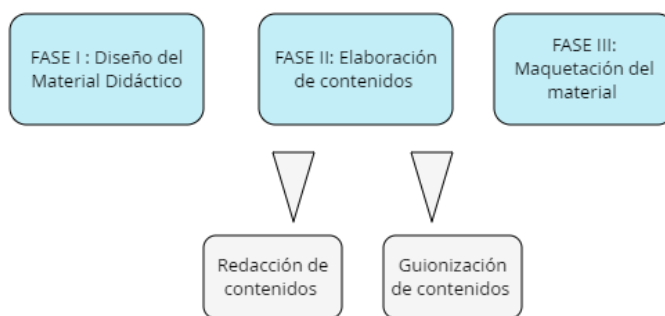 FASE I : Diseño del
Material Didáctico
FASE II: Elaboración
de contenidos
FASE III:
Maquetación del
material
Redacción de
contenidos
Guionización
de contenidos